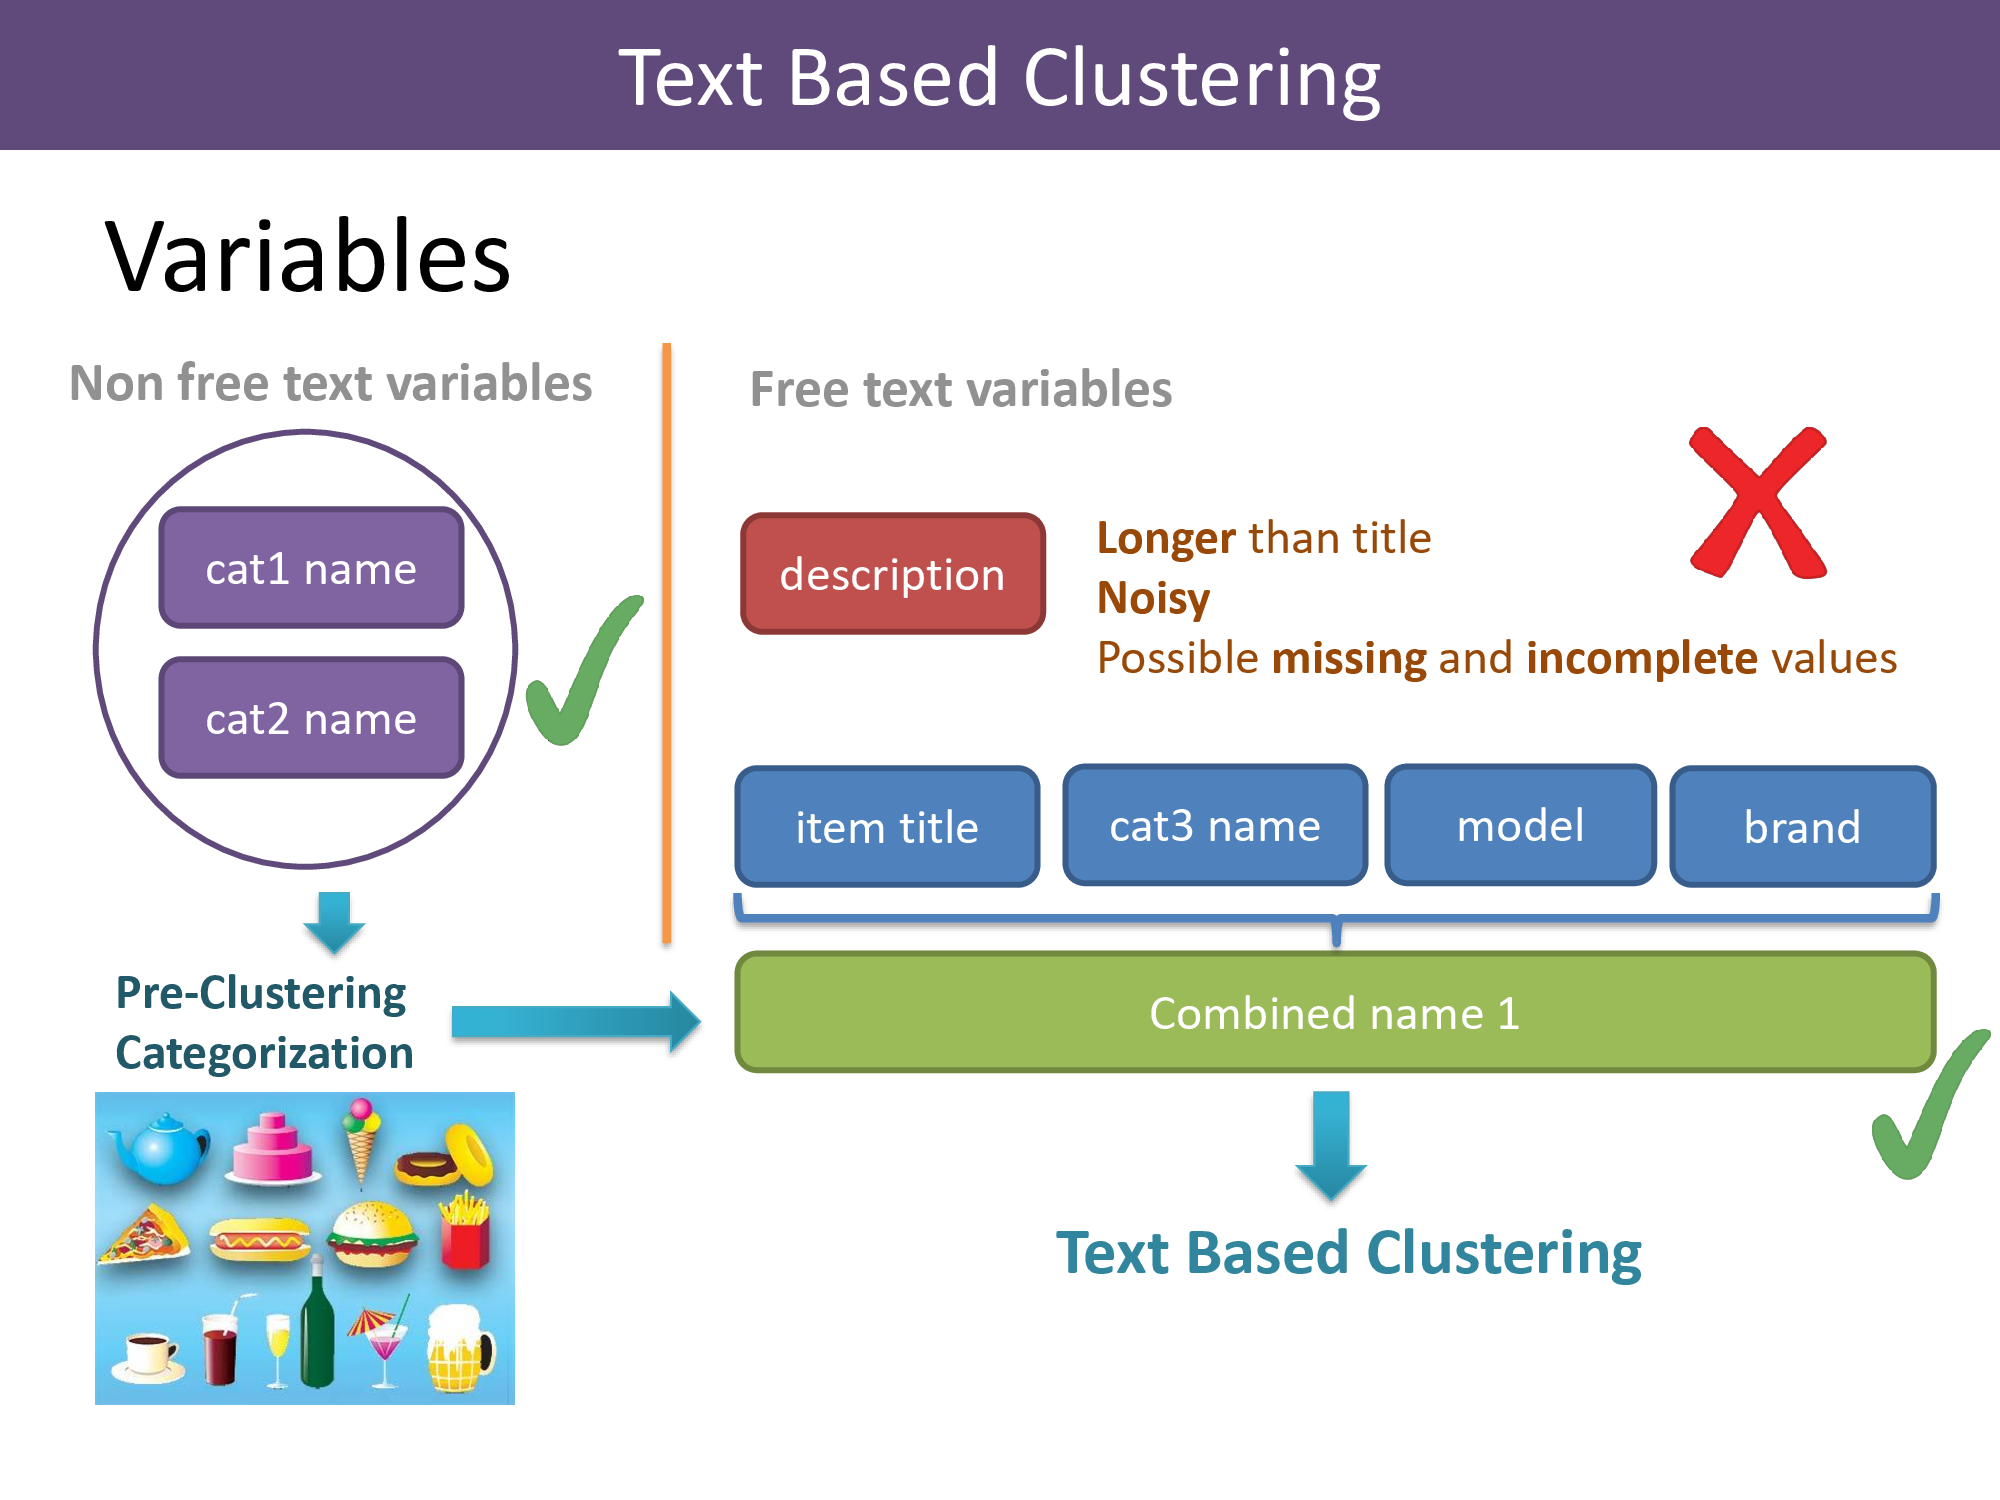 Text Based Clustering
Variables
Non free text variables
cat1 name
cat2 name
Pre-Clustering
Categorization
Free text variables
description
Longer than title
Noisy
Possible missing and incomplete values
item title
cat3 name
model
brand
Combined name 1
Text Based Clustering